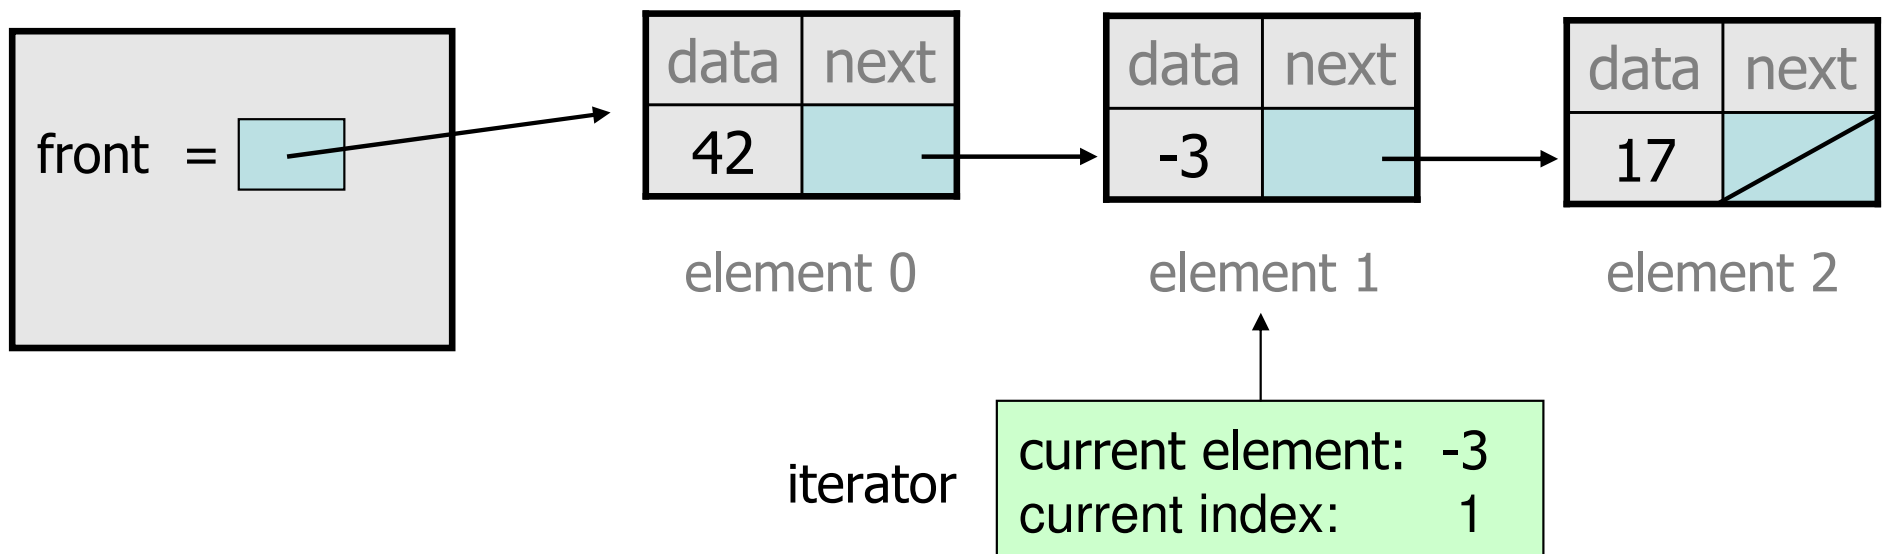 front =
data next
42
element 0
data next
-3
element 1
data next
17
element 2
iterator
current element: -3
current index: 1